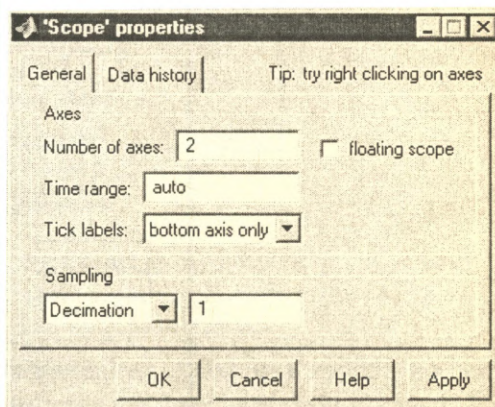 'Scope' properties
General Data history Tip: try right clicking on axes
Axes
Number of axes: 2 floating scope
Time range: auto
Tick labels: bottom axis only
Sampling
Decimation 1
OK Cancel Help Apply